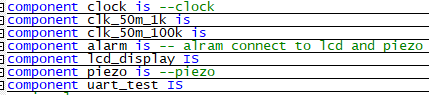 component clock is --clock
component clk_50m_1k is
component clk_50m_100k is
component alarm is -- alram connect to lcd and piezo
component lcd_display IS
component piezo is --piezo
component uart_test IS